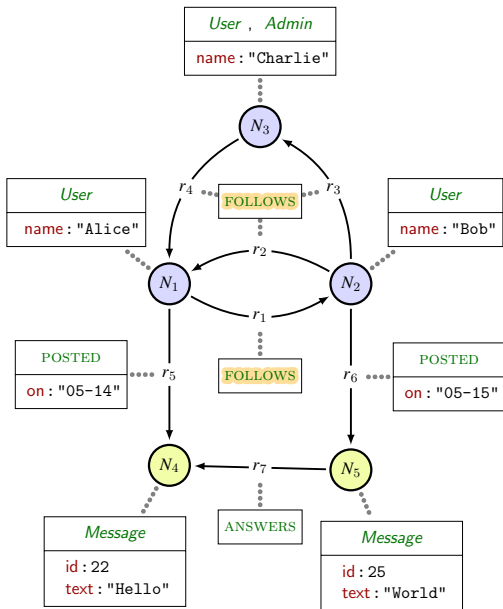 User , Admin
name : "Charlie"
N3
r4
r3
FOLLOWS
User
name : "Alice"
User
name : "Bob"
r2
N1
N2
r1
POSTED
on : "05-14"
r5
FOLLOWS
r6
POSTED
on : "05-15"
N4
r7
N5
ANSWERS
Message
id : 22
text : "Hello"
Message
id : 25
text : "World"